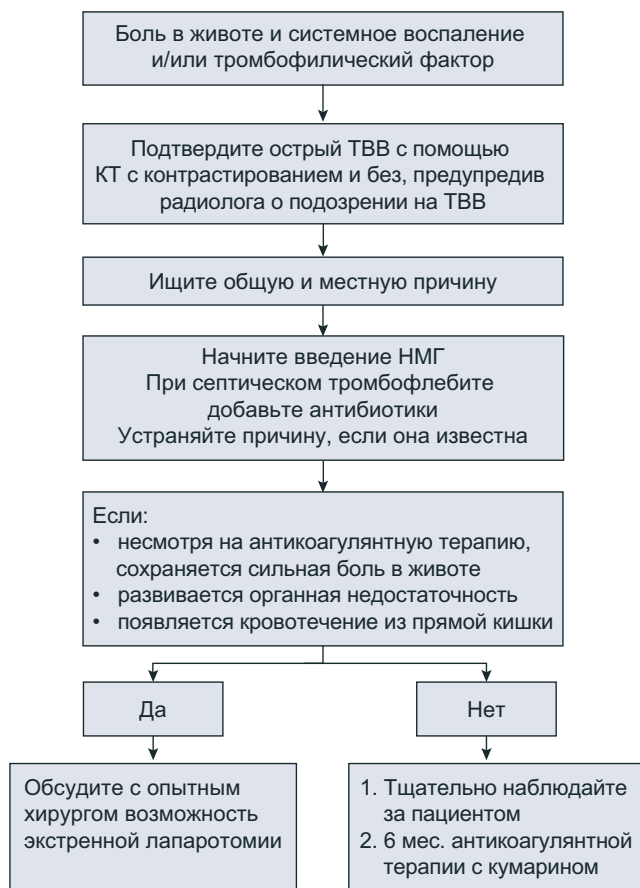 Боль в животе и системное воспаление
и/или тромбофилический фактор
Подтвердите острый ТВВ с помощью
КТ с контрастированием и без, предупредив
радиолога о подозрении на ТВВ
Ищите общую и местную причину
Начните введение НМГ
При септическом тромбофлебите
добавьте антибиотики
Устраняйте причину, если она известна
Если:
• несмотря на антикоагулянтную терапию,
сохраняется сильная боль в животе
• развивается органная недостаточность
• появляется кровотечение из прямой кишки
Да
Нет
Обсудите с опытным
хирургом возможность
экстренной лапаротомии
1. Тщательно наблюдайте
за пациентом
2. 6 мес. антикоагулянтной
терапии с кумарином